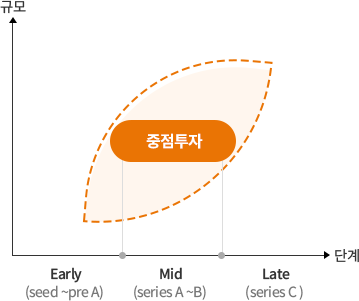 규모
중점투자
단계
Early
(seed ~pre A)
Mid
(series A ~B)
Late
(series C )